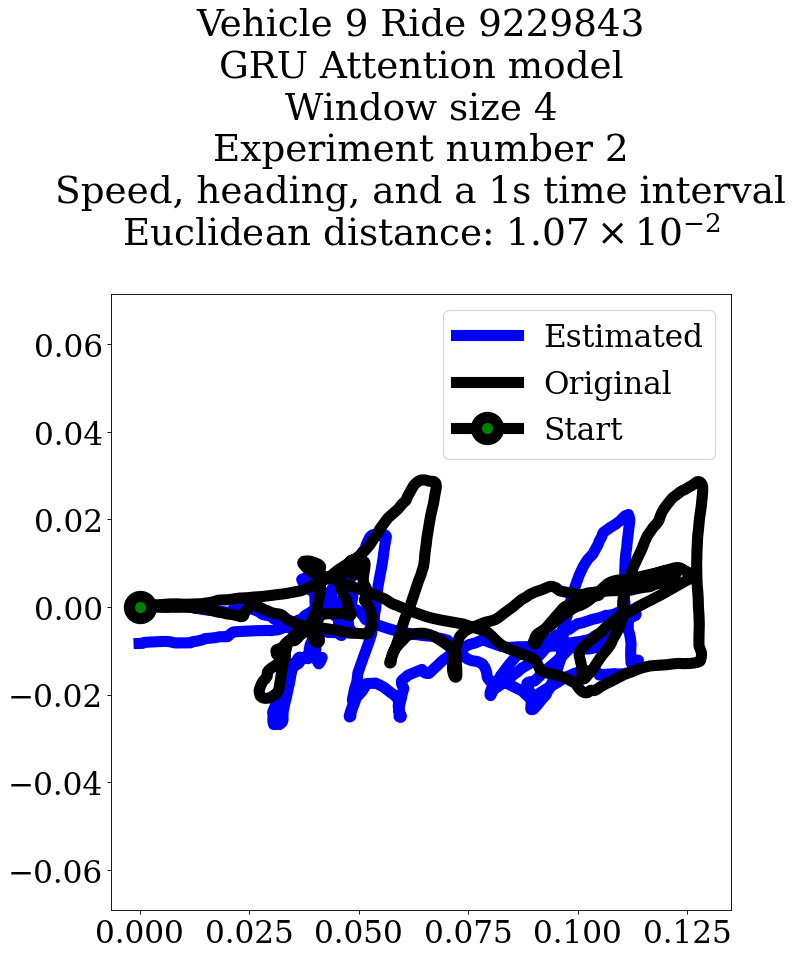 Vehicle 9 Ride 9229843
GRU Attention model
Window size 4
Experiment number 2
Speed, heading, and a 1s time interval
Euclidean distance: 1.07 × 10⁻²
Estimated
Original
Start
0.06
0.04
0.02
0.00
−0.02
−0.04
−0.06
0.000 0.025 0.050 0.075 0.100 0.125